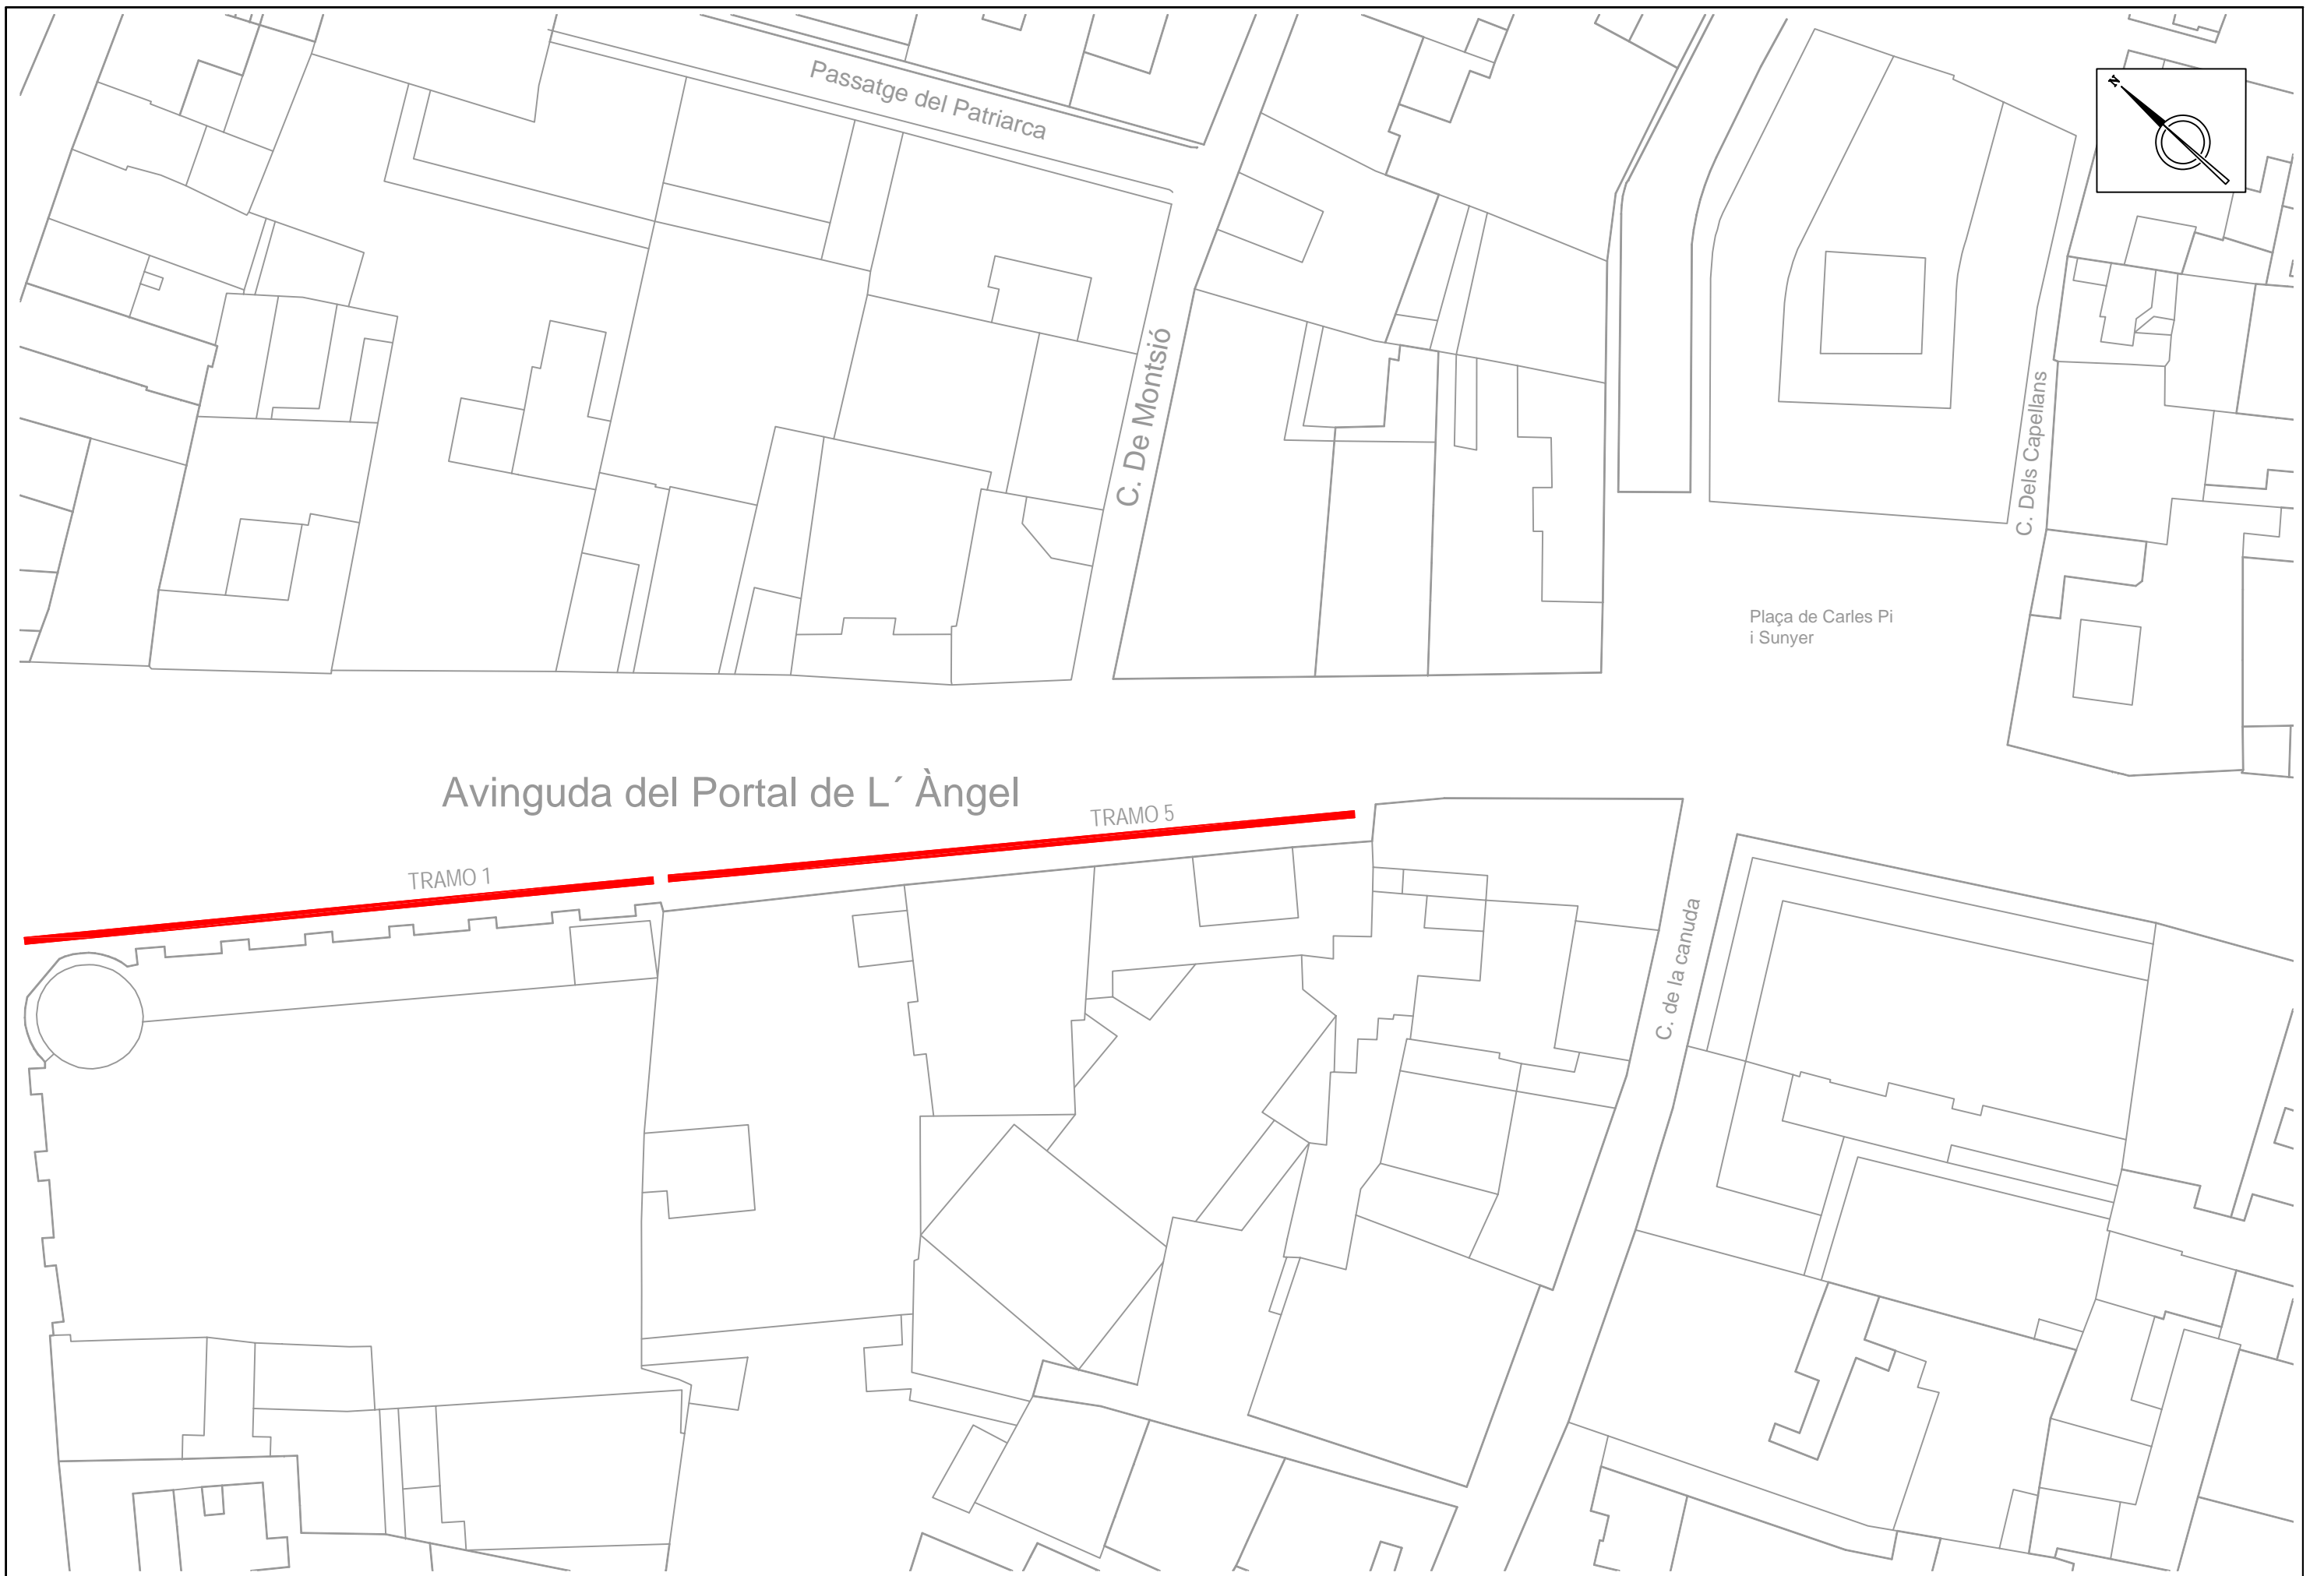 Passatge del Patriarca
N
C. De Montsió
C. Dels Capellans
Plaça de Carles Pi
i Sunyer
Avinguda del Portal de L´ Àngel
TRAMO 5
TRAMO 1
C. de la canuda